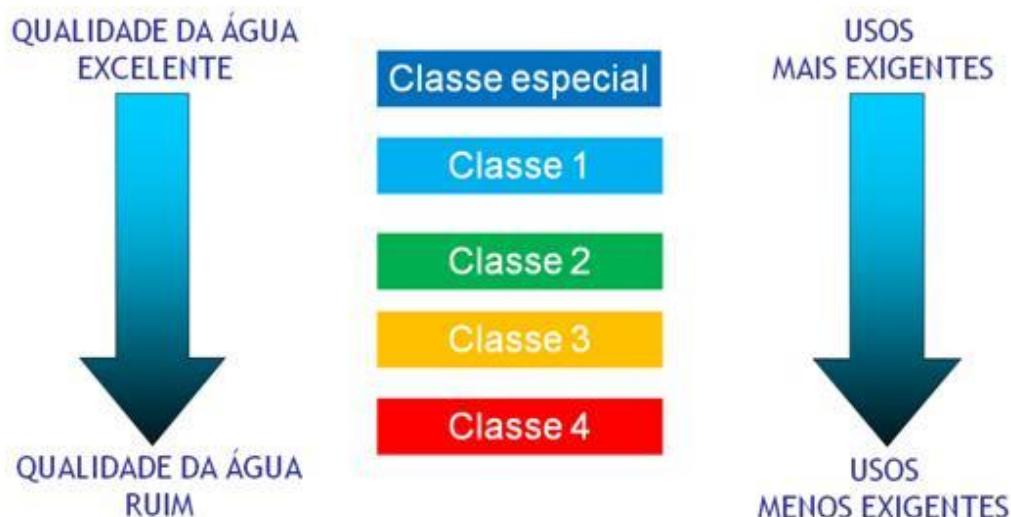 QUALIDADE DA ÁGUA
EXCELENTE
USOS
MAIS EXIGENTES
Classe especial
Classe 1
Classe 2
Classe 3
Classe 4
QUALIDADE DA ÁGUA
RUIM
USOS
MENOS EXIGENTES